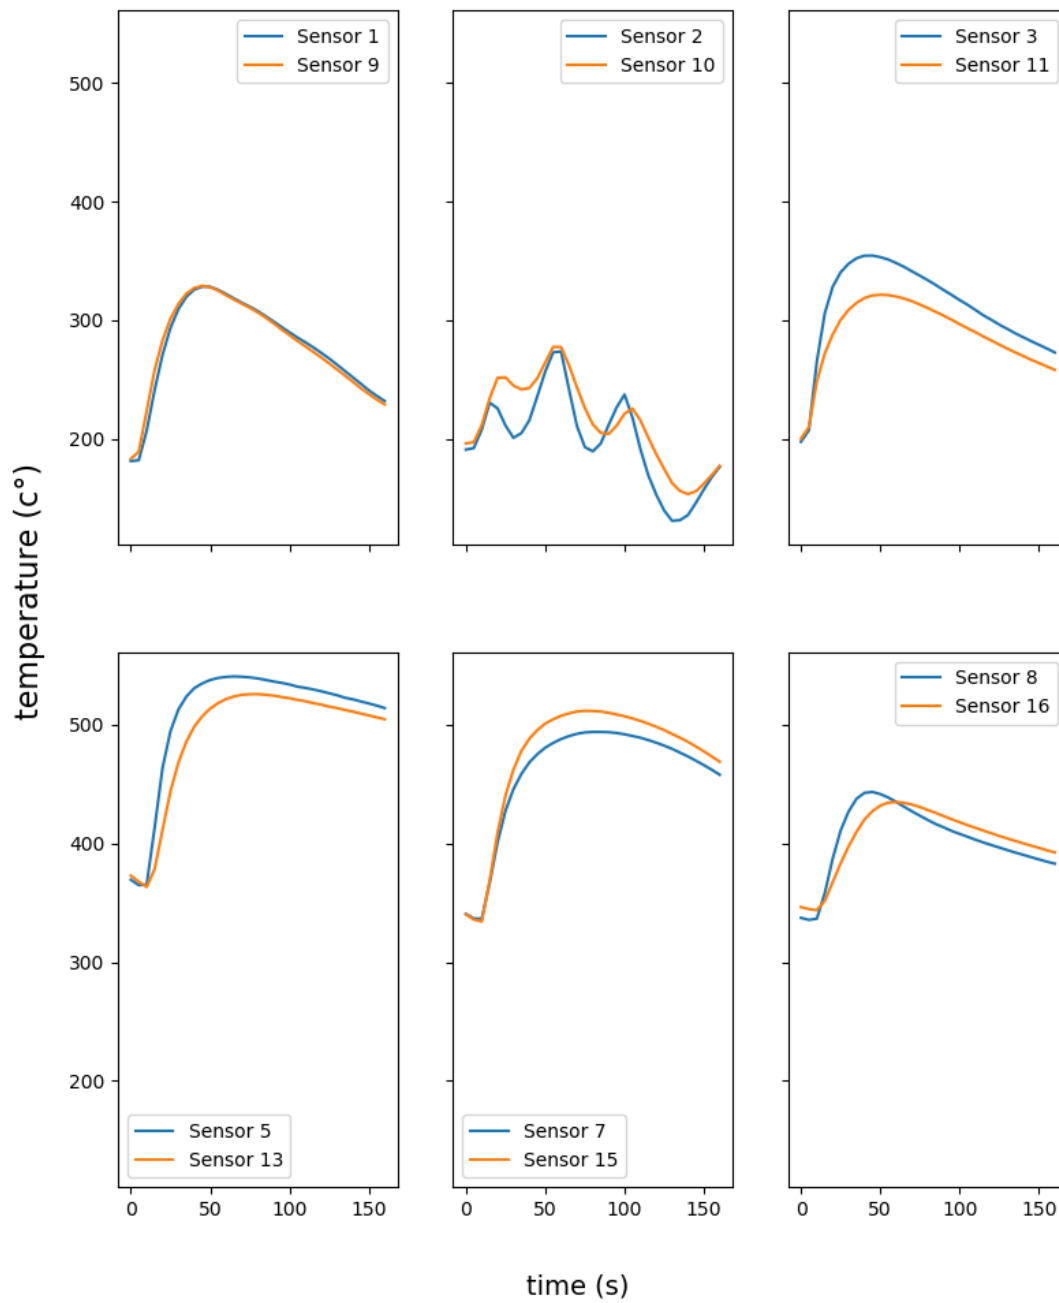 Sensor 1
Sensor 9
Sensor 2
Sensor 10
Sensor 3
Sensor 11
500
400
300
200
temperature (c°)
Sensor 8
Sensor 16
500
400
300
200
Sensor 5
Sensor 13
Sensor 7
Sensor 15
0 50 100 150
0 50 100 150
0 50 100 150
time (s)